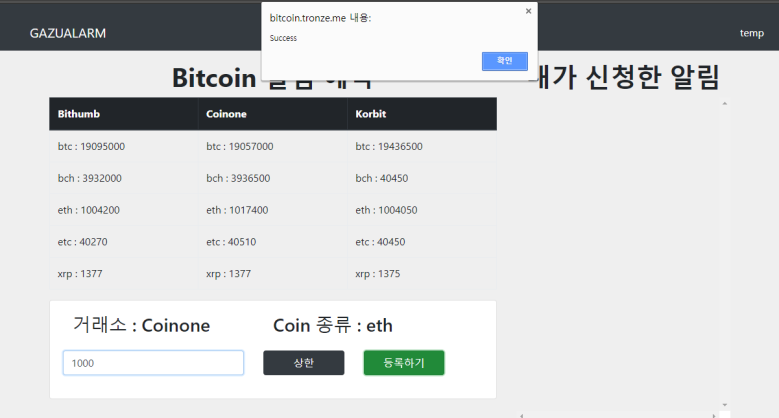 bitcoin.tronze.me 내용:
Success
확인
GAZUALARM
temp
Bitcoin
신청한 알림
Bithumb Coinone Korbit
btc : 19095000 btc : 19057000 btc : 19436500
bch : 3932000 bch : 3936500 bch : 40450
eth : 1004200 eth : 1017400 eth : 1004050
etc : 40270 etc : 40510 etc : 40450
xrp : 1377 xrp : 1377 xrp : 1375
거래소 : Coinone Coin 종류 : eth
1000 상한 등록하기